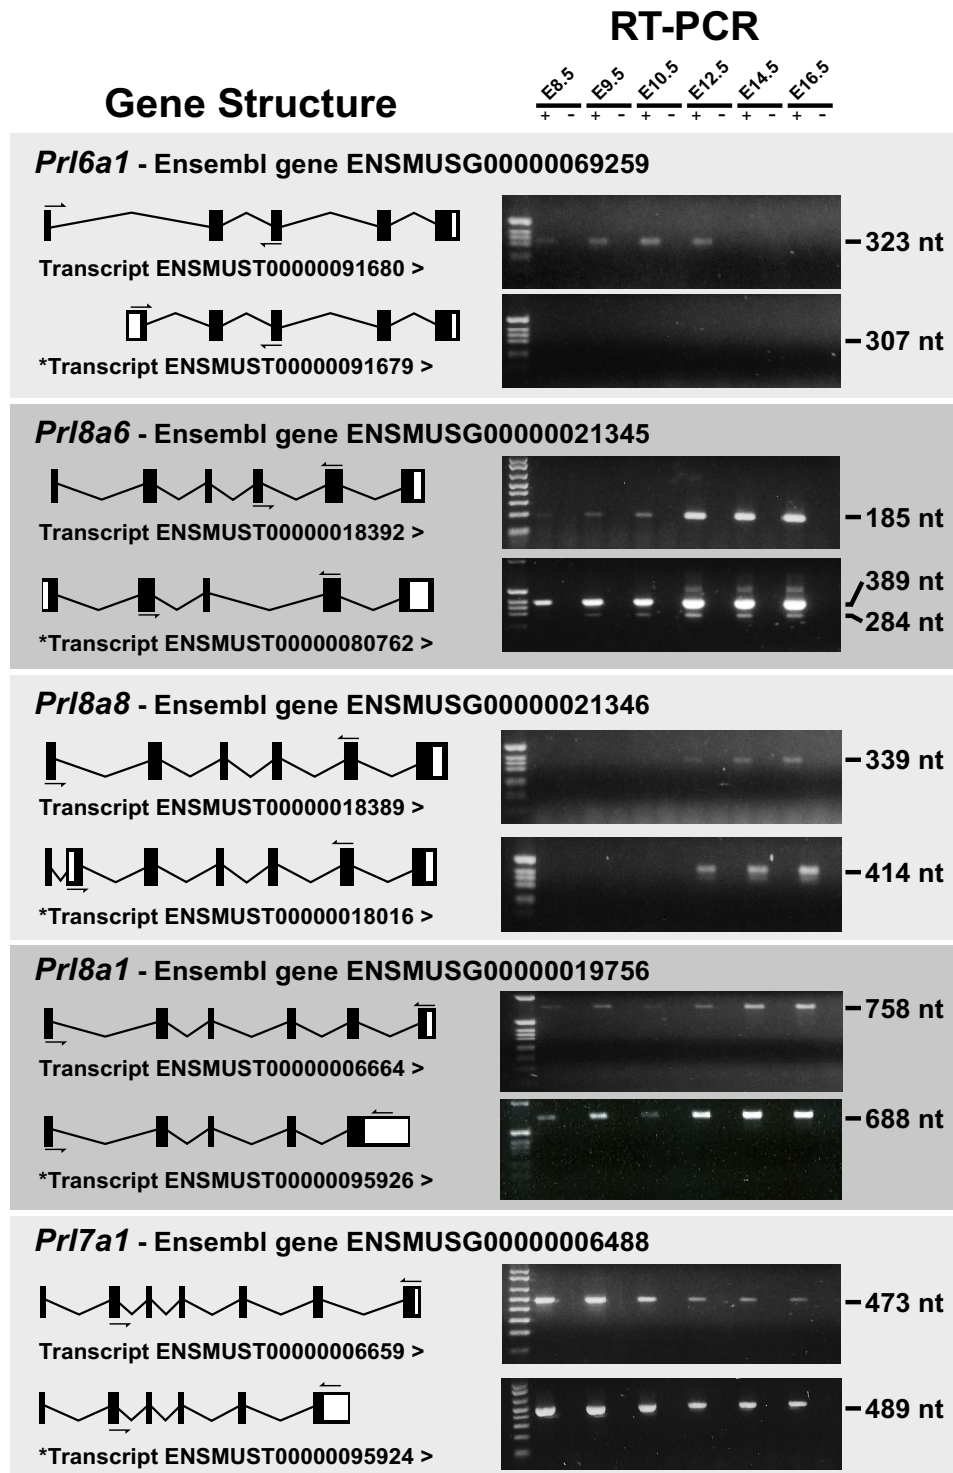 RT-PCR
Gene Structure
E8.5 E9.5 E10.5 E12.5 E14.5 E16.5
+ - + - + - + - + - + -
Prl6a1 - Ensembl gene ENSMUSG00000069259
323 nt
Transcript ENSMUST00000091680 >
307 nt
*Transcript ENSMUST00000091679 >
Prl8a6 - Ensembl gene ENSMUSG00000021345
185 nt
Transcript ENSMUST00000018392 >
389 nt
284 nt
*Transcript ENSMUST00000080762 >
Prl8a8 - Ensembl gene ENSMUSG00000021346
339 nt
Transcript ENSMUST00000018389 >
414 nt
*Transcript ENSMUST00000018016 >
Prl8a1 - Ensembl gene ENSMUSG00000019756
758 nt
Transcript ENSMUST00000006664 >
688 nt
*Transcript ENSMUST00000095926 >
Prl7a1 - Ensembl gene ENSMUSG00000006488
473 nt
Transcript ENSMUST00000006659 >
489 nt
*Transcript ENSMUST00000095924 >